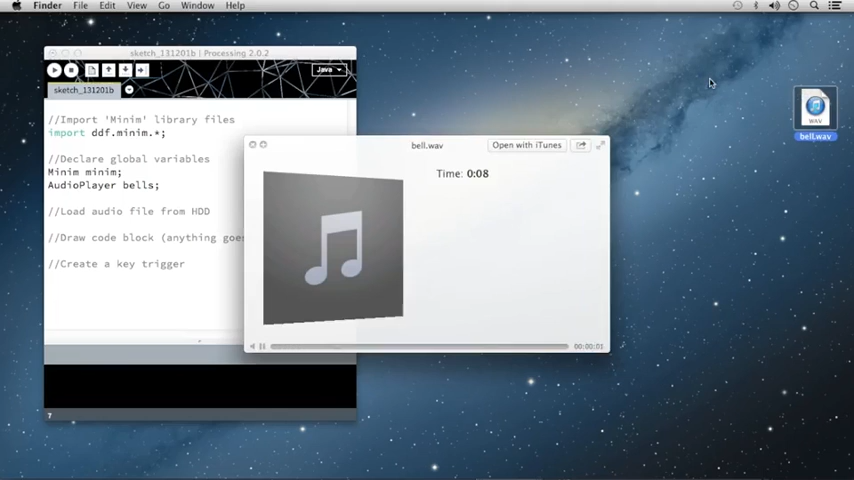 Finder File Edit View Go Window Help
sketch_131201b | Processing 2.0.2
Java
sketch_131201b
//Import 'Minim' library files
import ddf.minim.*;
//Declare global variables
Minim minim;
AudioPlayer bells;
//Load audio file from HDD
//Draw code block (anything goes
//Create a key trigger
7
bell.wav
Open with iTunes
Time: 0:08
00:00:01
WAV
bell.wav